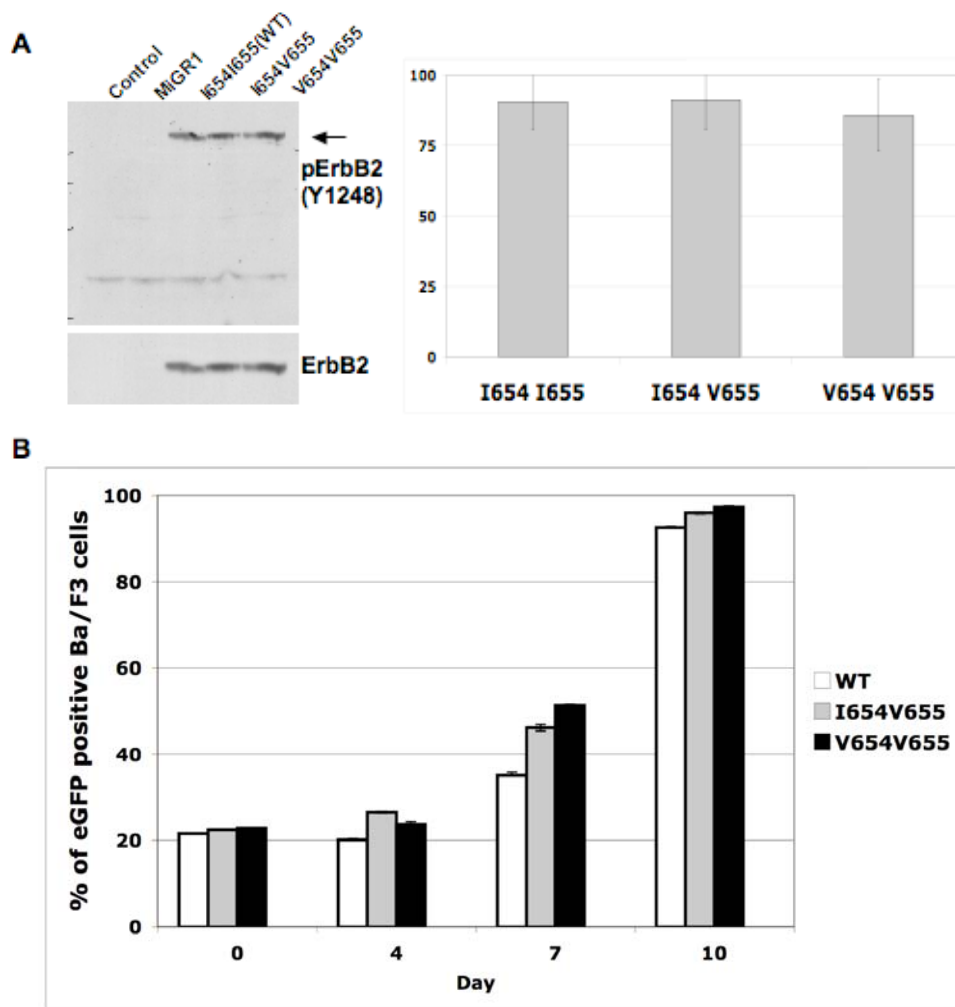 A
Control
MiGR1
I654I655(WT)
I654V655
V654V655
pErbB2
(Y1248)
ErbB2
100
75
50
25
0
I654 I655
I654 V655
V654 V655
B
% of eGFP positive Ba/F3 cells
100
80
60
40
20
0
0
4
7
10
Day
WT
I654V655
V654V655